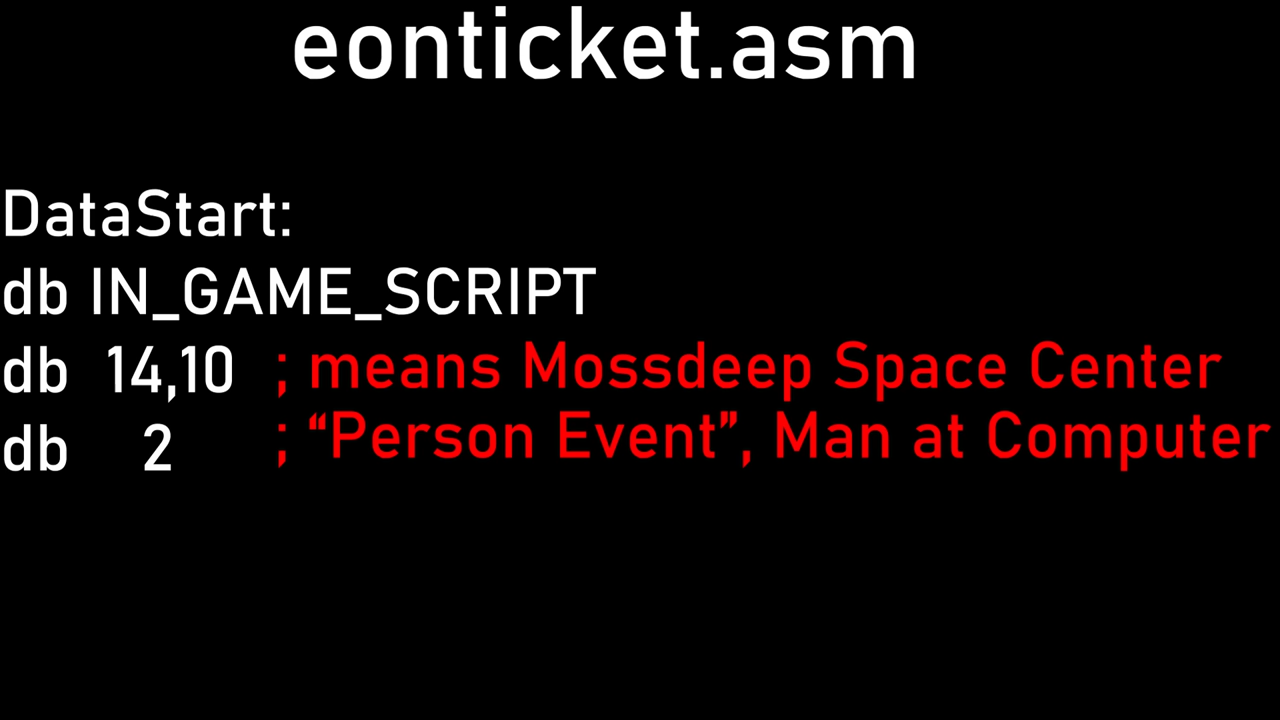 eonticket.asm
DataStart:
db IN_GAME_SCRIPT
db 14,10 ; means Mossdeep Space Center
db 2 ; “Person Event”, Man at Computer